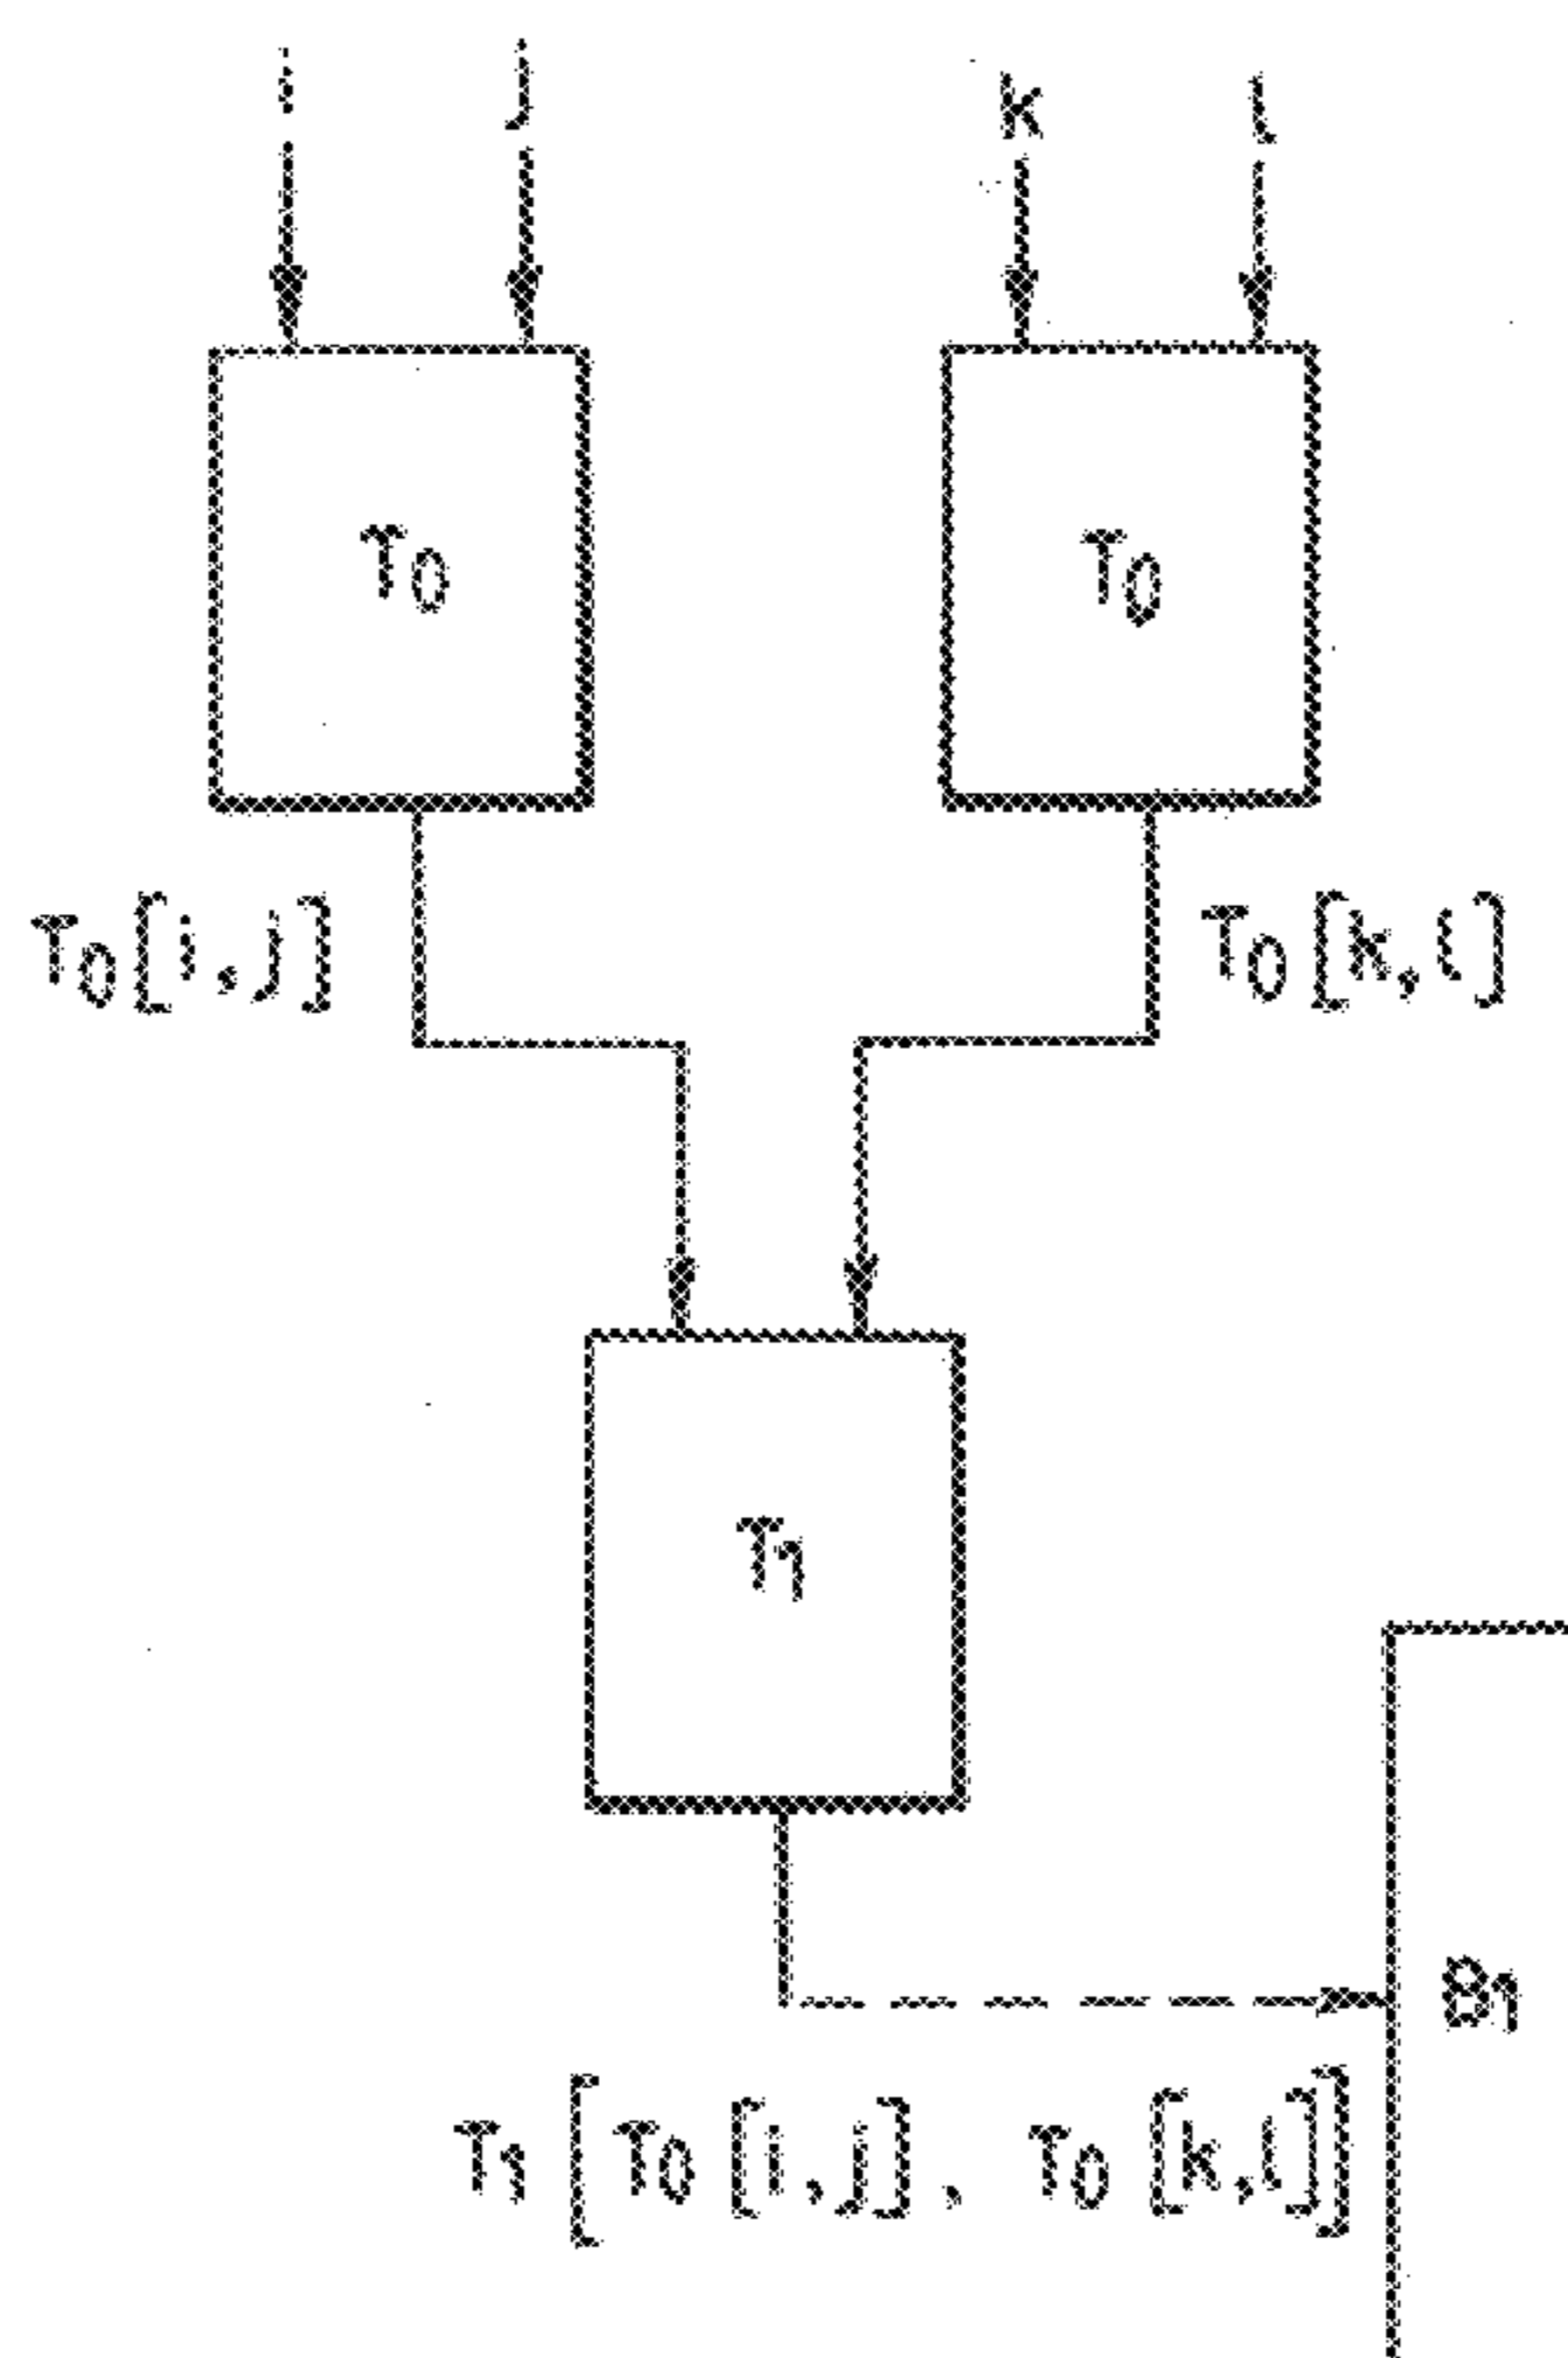 i j k l
T0 T0
T0[i,j] T0[k,l]
T1
B1
T1[T0[i,j], T0[k,l]]